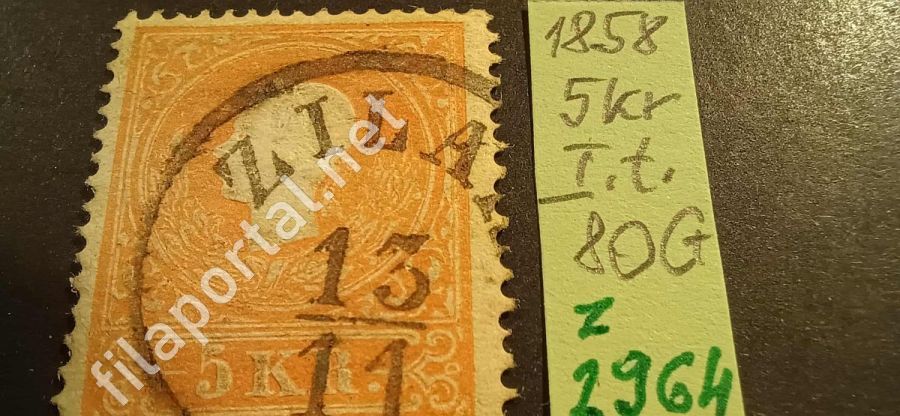 ZILA
13
11
5 KR.
filaportal.net
1858
5kr
I.t.
80G
z
2964